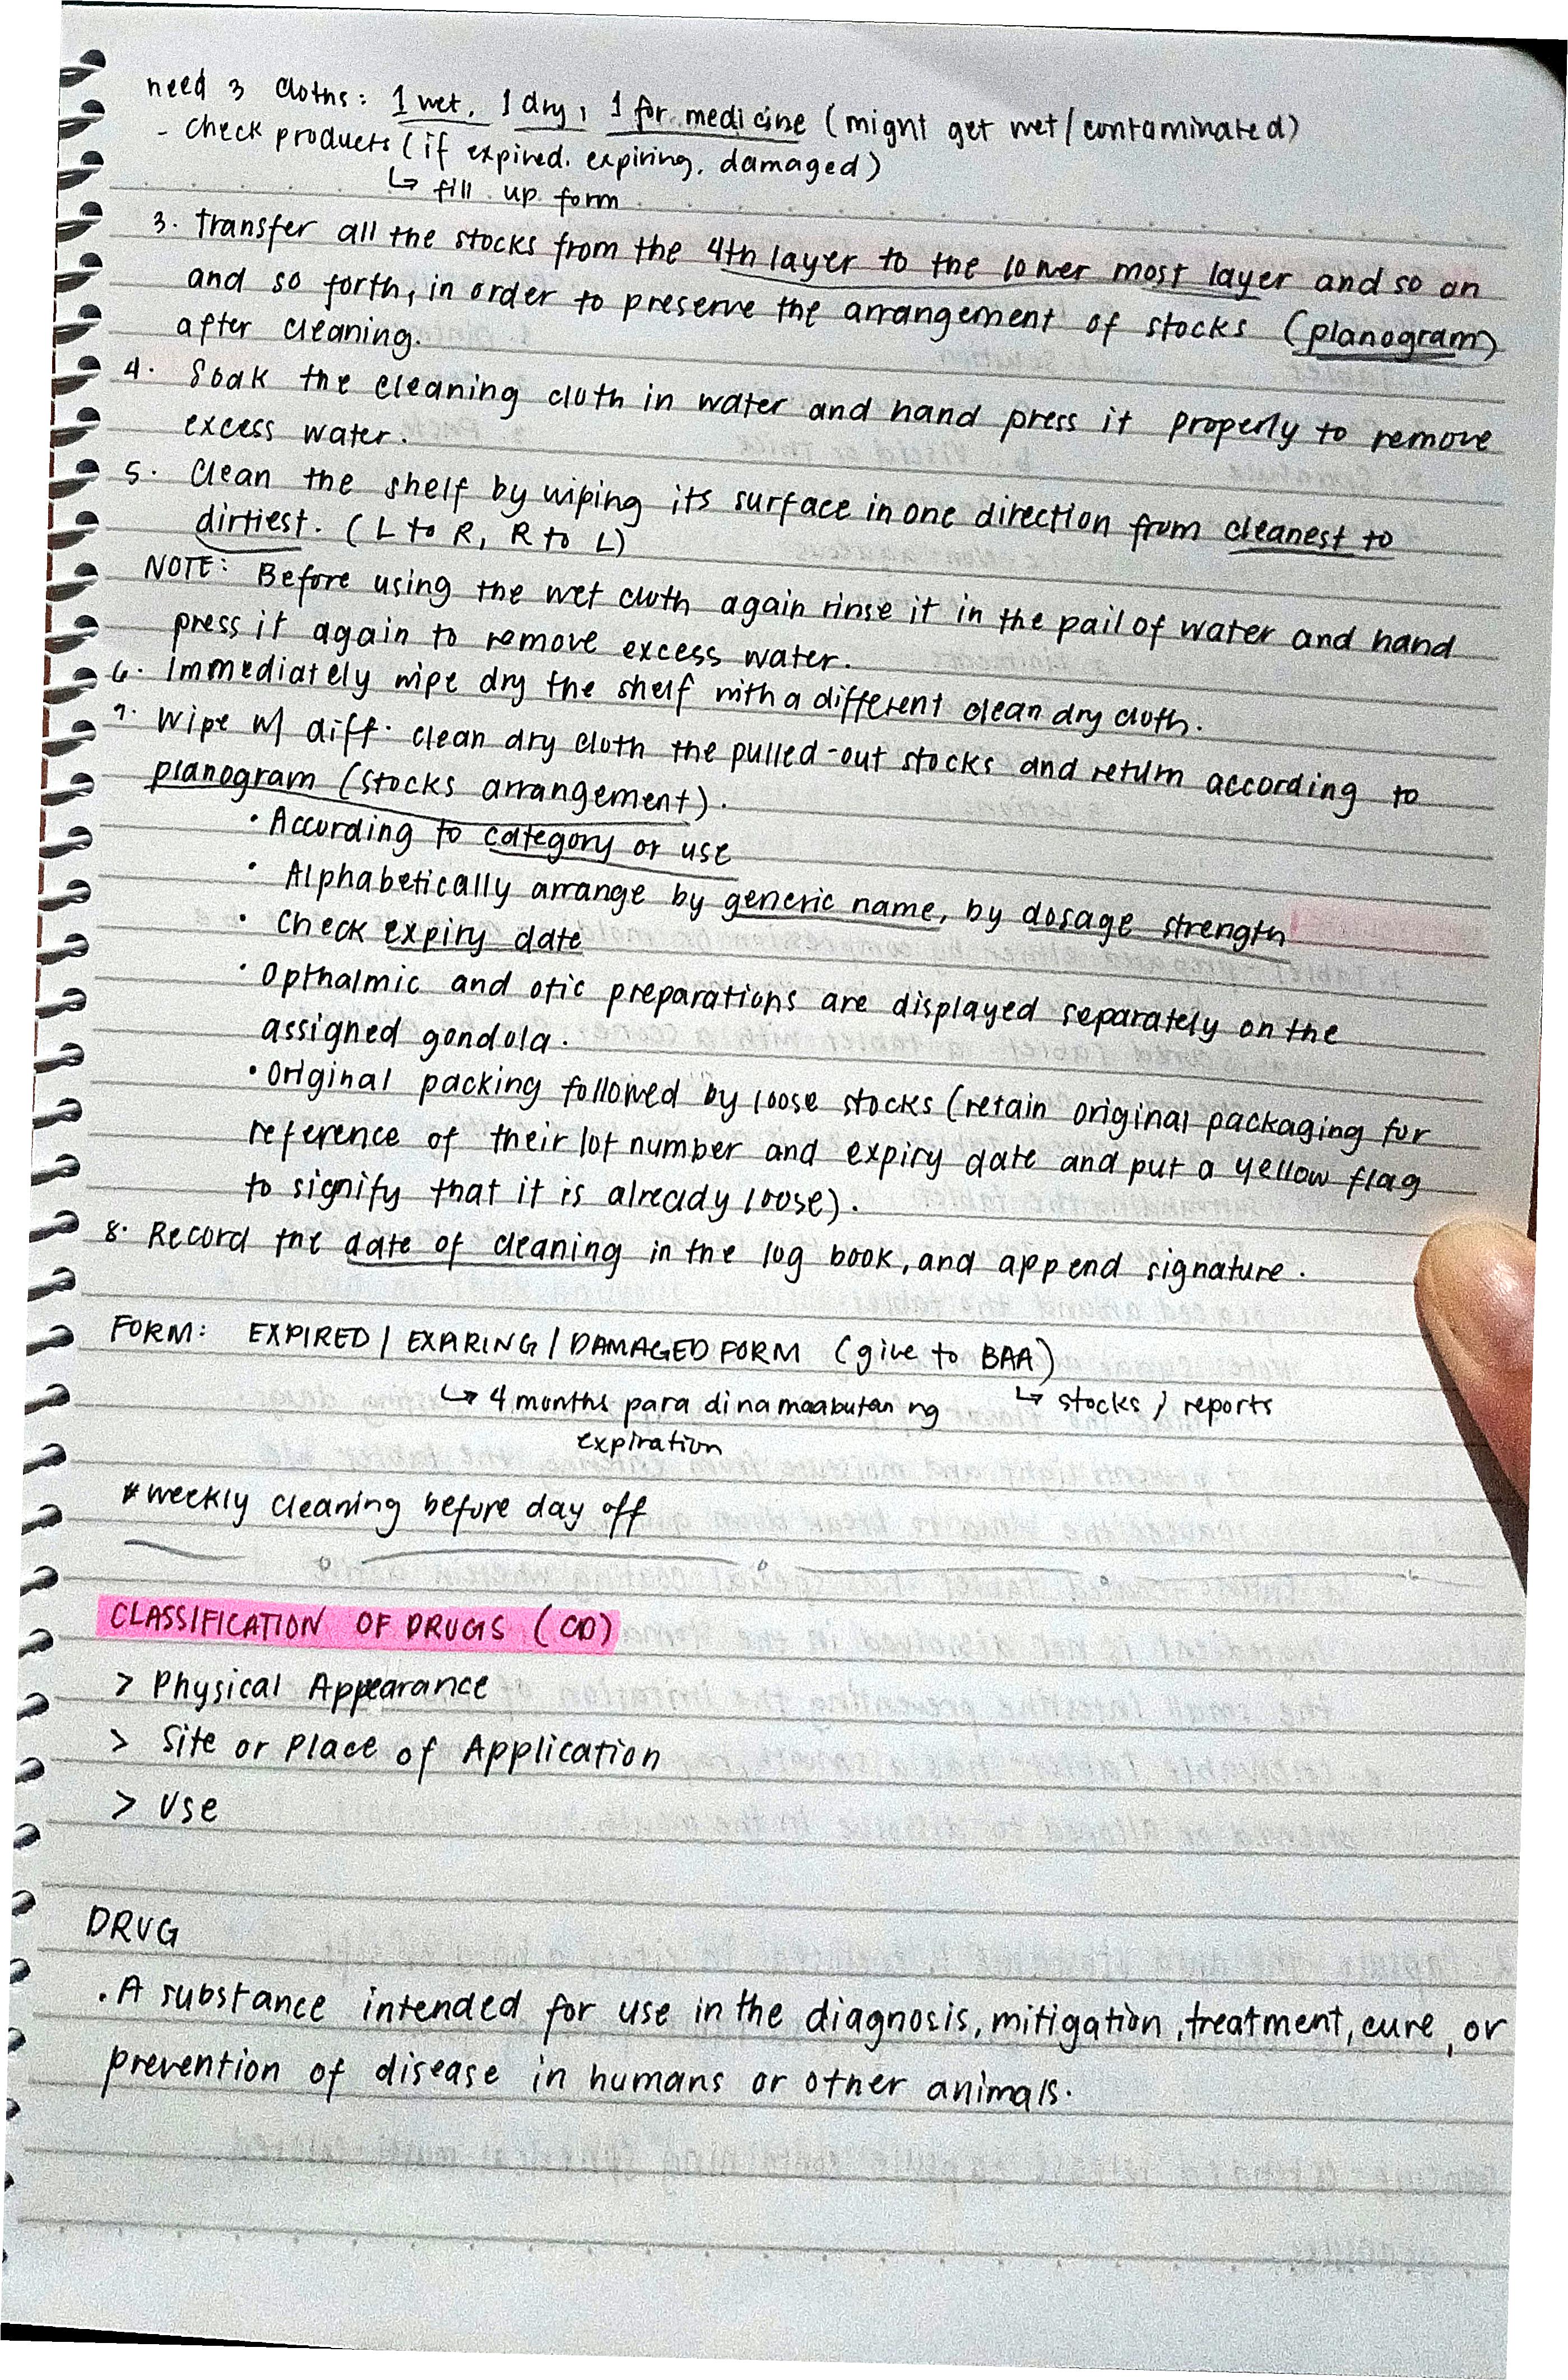 need 3 cloths: 1 wet, 1 dry, 1 for medicine (might get wet/contaminated)
- check products (if expired, expiring, damaged)
↳ fill up form
3. Transfer all the stocks from the 4th layer to the lower most layer and so on
and so forth, in order to preserve the arrangement of stocks (planogram)
after cleaning.
4. Soak the cleaning cloth in water and hand press it properly to remove
excess water.
5. Clean the shelf by wiping its surface in one direction from cleanest to
dirtiest. (L to R, R to L)
NOTE: Before using the wet cloth again rinse it in the pail of water and hand
press it again to remove excess water.
6. Immediately wipe dry the shelf with a different clean dry cloth.
7. Wipe w/ diff. clean dry cloth the pulled-out stocks and return according to
planogram (stocks arrangement).
• According to category or use
• Alphabetically arrange by generic name, by dosage strength
• Check expiry date
• Opthalmic and otic preparations are displayed separately on the
assigned gondola.
• Original packing followed by loose stocks (retain original packaging for
reference of their lot number and expiry date and put a yellow flag
to signify that it is already loose).
8. Record the date of cleaning in the log book, and append signature.
FORM: EXPIRED / EXPIRING / DAMAGED FORM (give to BAA)
↳ 4 months para di na maabutan ng ↳ stocks / reports
expiration
* weekly cleaning before day off
CLASSIFICATION OF DRUGS (CD)
> Physical Appearance
> Site or Place of Application
> Use
DRUG
. A substance intended for use in the diagnosis, mitigation, treatment, cure, or
prevention of disease in humans or other animals.